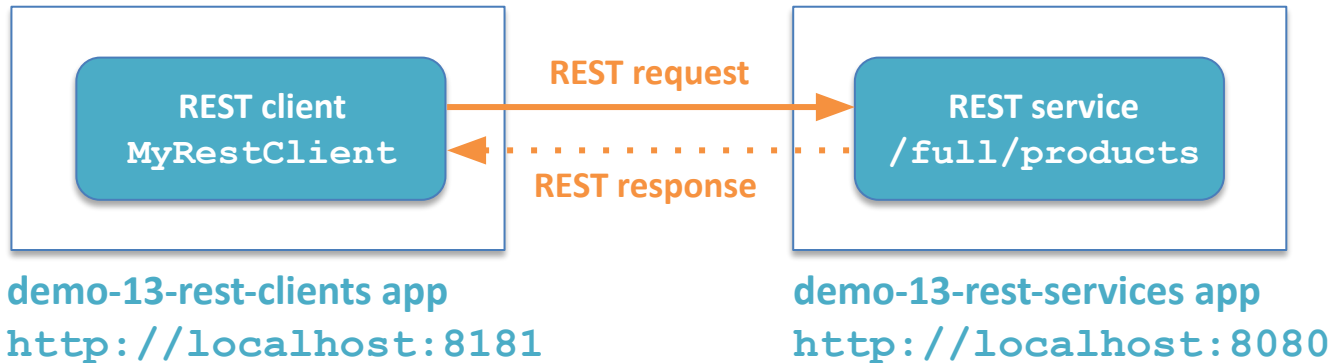 REST client
MyRestClient
REST request
REST response
REST service
/full/products
demo-13-rest-clients app
http://localhost:8181
demo-13-rest-services app
http://localhost:8080